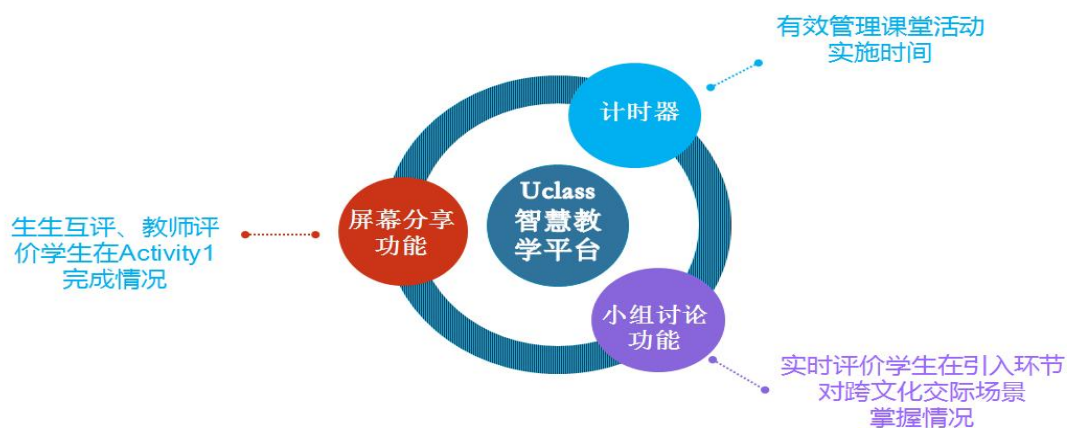 有效管理课堂活动
实施时间
计时器
Uclass
智慧教
学平台
屏幕分享
功能
生生互评、教师评
价学生在Activity1
完成情况
小组讨论
功能
实时评价学生在引入环节
对跨文化交际场景
掌握情况